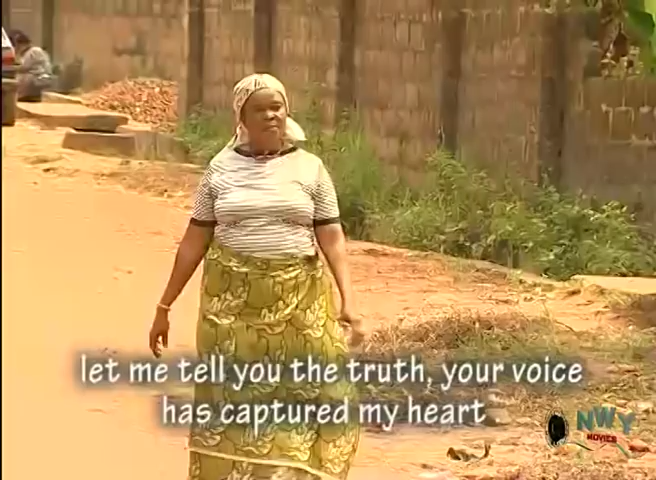 let me tell you the truth, your voice
has captured my heart
NWY
MOVIES